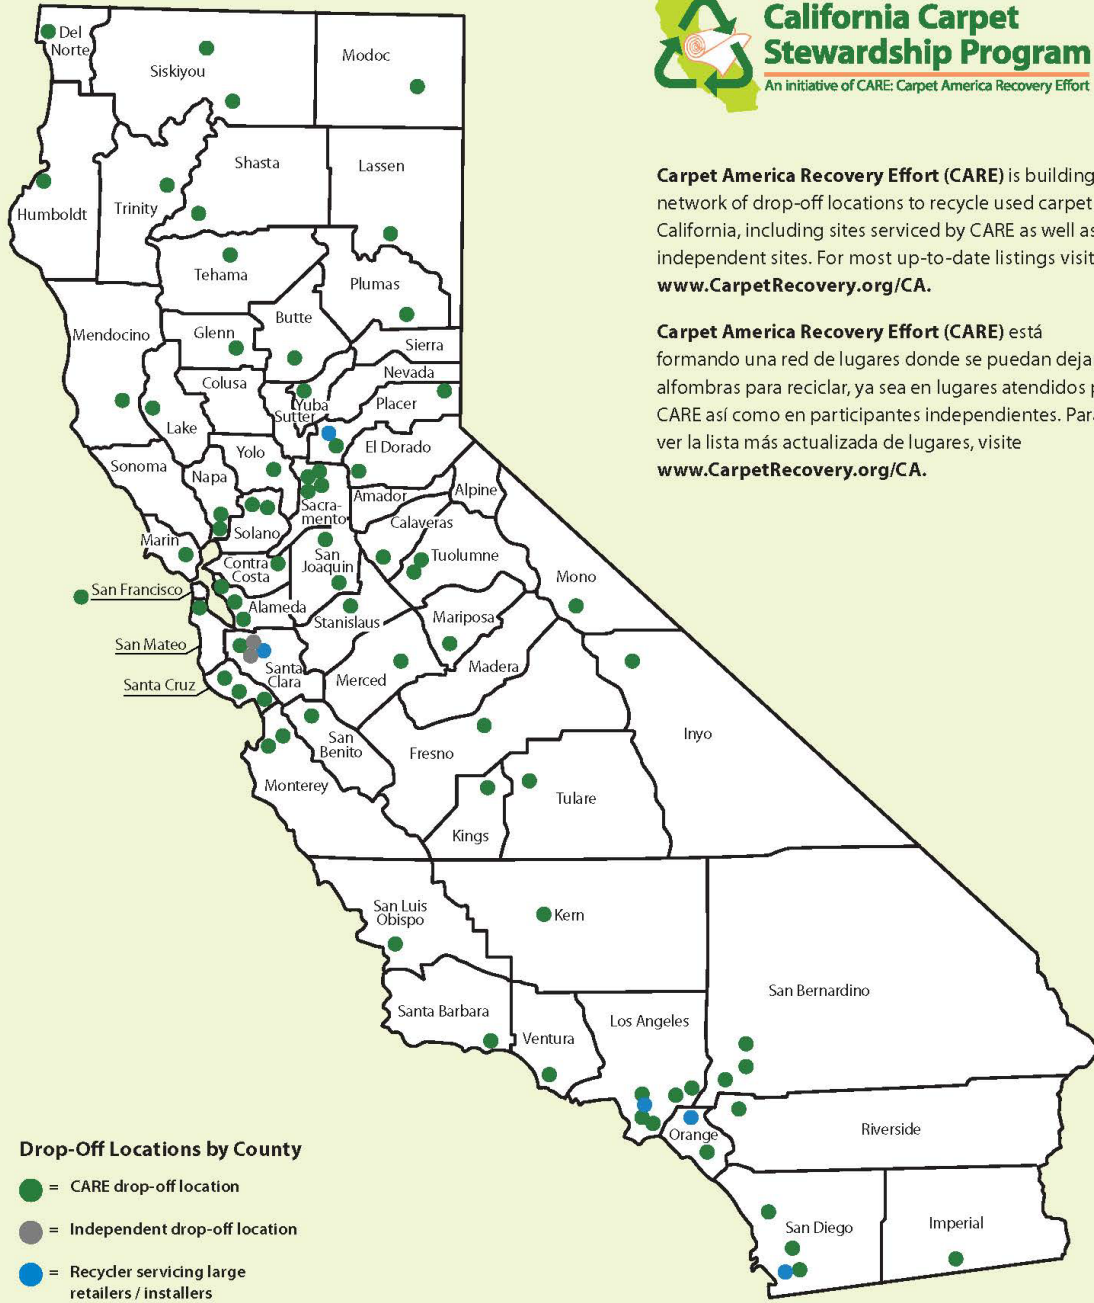 California Carpet
Stewardship Program
An initiative of CARE: Carpet America Recovery Effort
Carpet America Recovery Effort (CARE) is building
network of drop-off locations to recycle used carpet
California, including sites serviced by CARE as well as
independent sites. For most up-to-date listings visit
www.CarpetRecovery.org/CA.
Carpet America Recovery Effort (CARE) está
formando una red de lugares donde se puedan deja
alfombras para reciclar, ya sea en lugares atendidos p
CARE así como en participantes independientes. Para
ver la lista más actualizada de lugares, visite
www.CarpetRecovery.org/CA.
Del
Norte
Siskiyou
Modoc
Shasta
Lassen
Humboldt
Trinity
Tehama
Plumas
Butte
Mendocino
Glenn
Sierra
Nevada
Colusa
Yuba
Placer
Sutter
Lake
El Dorado
Yolo
Sonoma
Napa
Amador
Alpine
Sacra-
mento
Calaveras
Solano
Marin
San
Joaquin
Tuolumne
Contra
Costa
Mono
San Francisco
Alameda
Stanislaus
Mariposa
San Mateo
Santa
Clara
Merced
Madera
Santa Cruz
Inyo
San
Benito
Fresno
Monterey
Tulare
Kings
San Luis
Obispo
Kern
San Bernardino
Santa Barbara
Los Angeles
Ventura
Orange
Riverside
San Diego
Imperial
Drop-Off Locations by County
= CARE drop-off location
= Independent drop-off location
= Recycler servicing large
retailers / installers